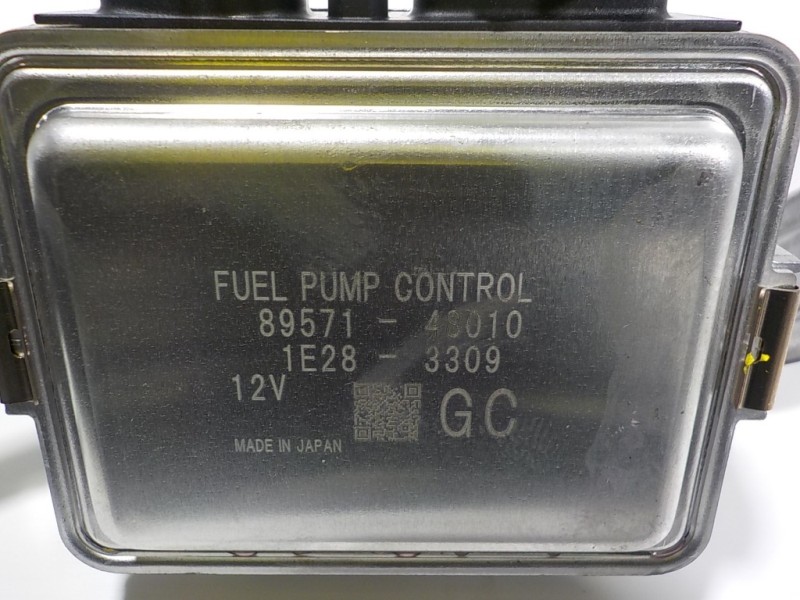 FUEL PUMP CONTROL
89571 - 48010
1E28 - 3309
12V
GC
MADE IN JAPAN